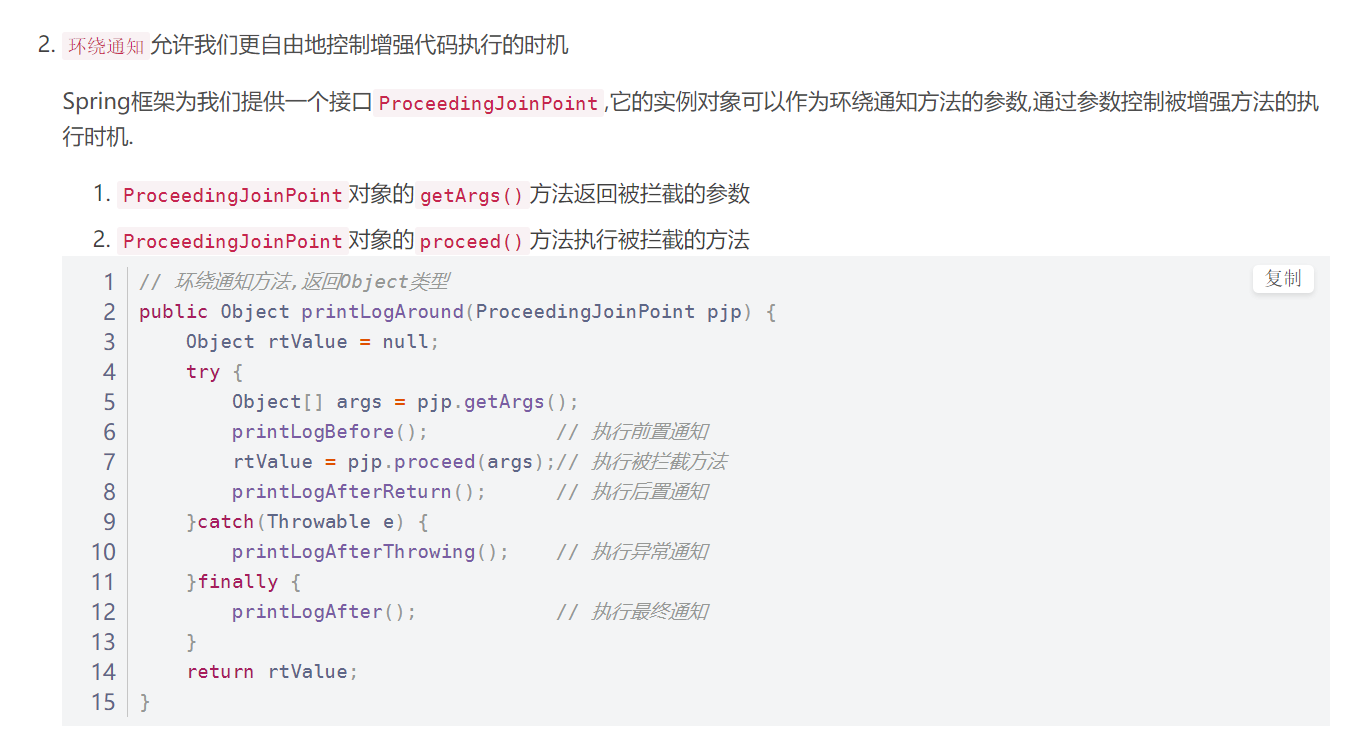 2. 环绕通知允许我们更自由地控制增强代码执行的时机
Spring框架为我们提供一个接口ProceedingJoinPoint,它的实例对象可以作为环绕通知方法的参数,通过参数控制被增强方法的执
行时机.
1. ProceedingJoinPoint对象的getArgs()方法返回被拦截的参数
2. ProceedingJoinPoint对象的proceed()方法执行被拦截的方法
复制
1 // 环绕通知方法,返回Object类型
2 public Object printLogAround(ProceedingJoinPoint pjp) {
3     Object rtValue = null;
4     try {
5         Object[] args = pjp.getArgs();
6         printLogBefore();           // 执行前置通知
7         rtValue = pjp.proceed(args);// 执行被拦截方法
8         printLogAfterReturn();      // 执行后置通知
9     }catch(Throwable e) {
10         printLogAfterThrowing();    // 执行异常通知
11     }finally {
12         printLogAfter();            // 执行最终通知
13     }
14     return rtValue;
15 }